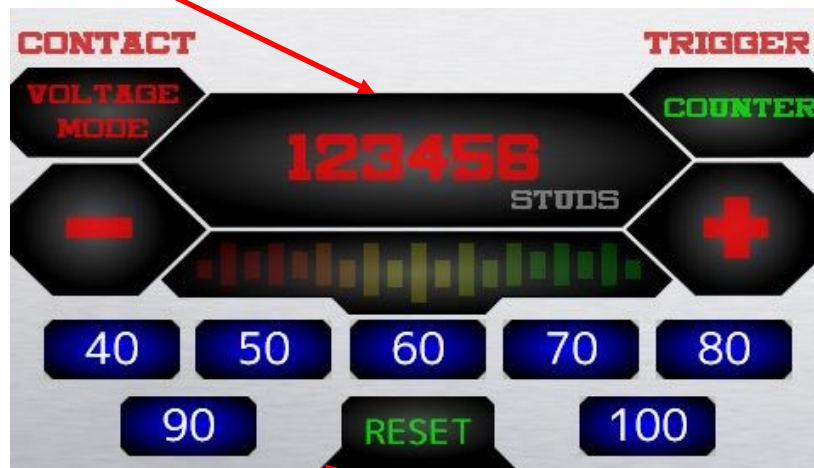 CONTACT TRIGGER
VOLTAGE MODE COUNTER
123456
STUDS
- +
40 50 60 70 80
90 RESET 100